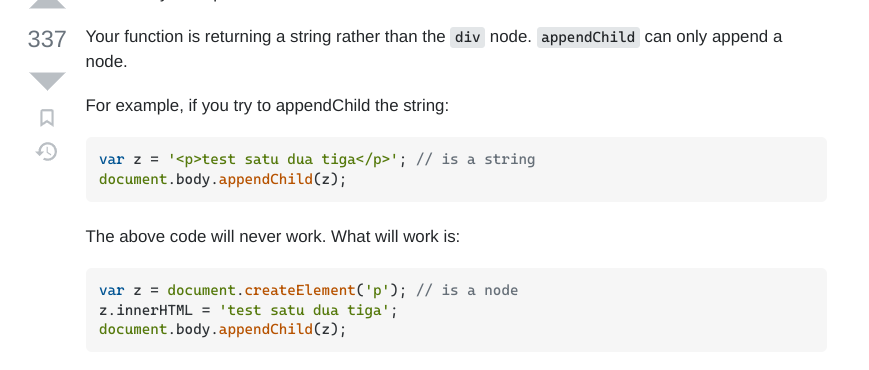 337
Your function is returning a string rather than the div node. appendChild can only append a
node.
For example, if you try to appendChild the string:
var z = '<p>test satu dua tiga</p>'; // is a string
document.body.appendChild(z);
The above code will never work. What will work is:
var z = document.createElement('p'); // is a node
z.innerHTML = 'test satu dua tiga';
document.body.appendChild(z);